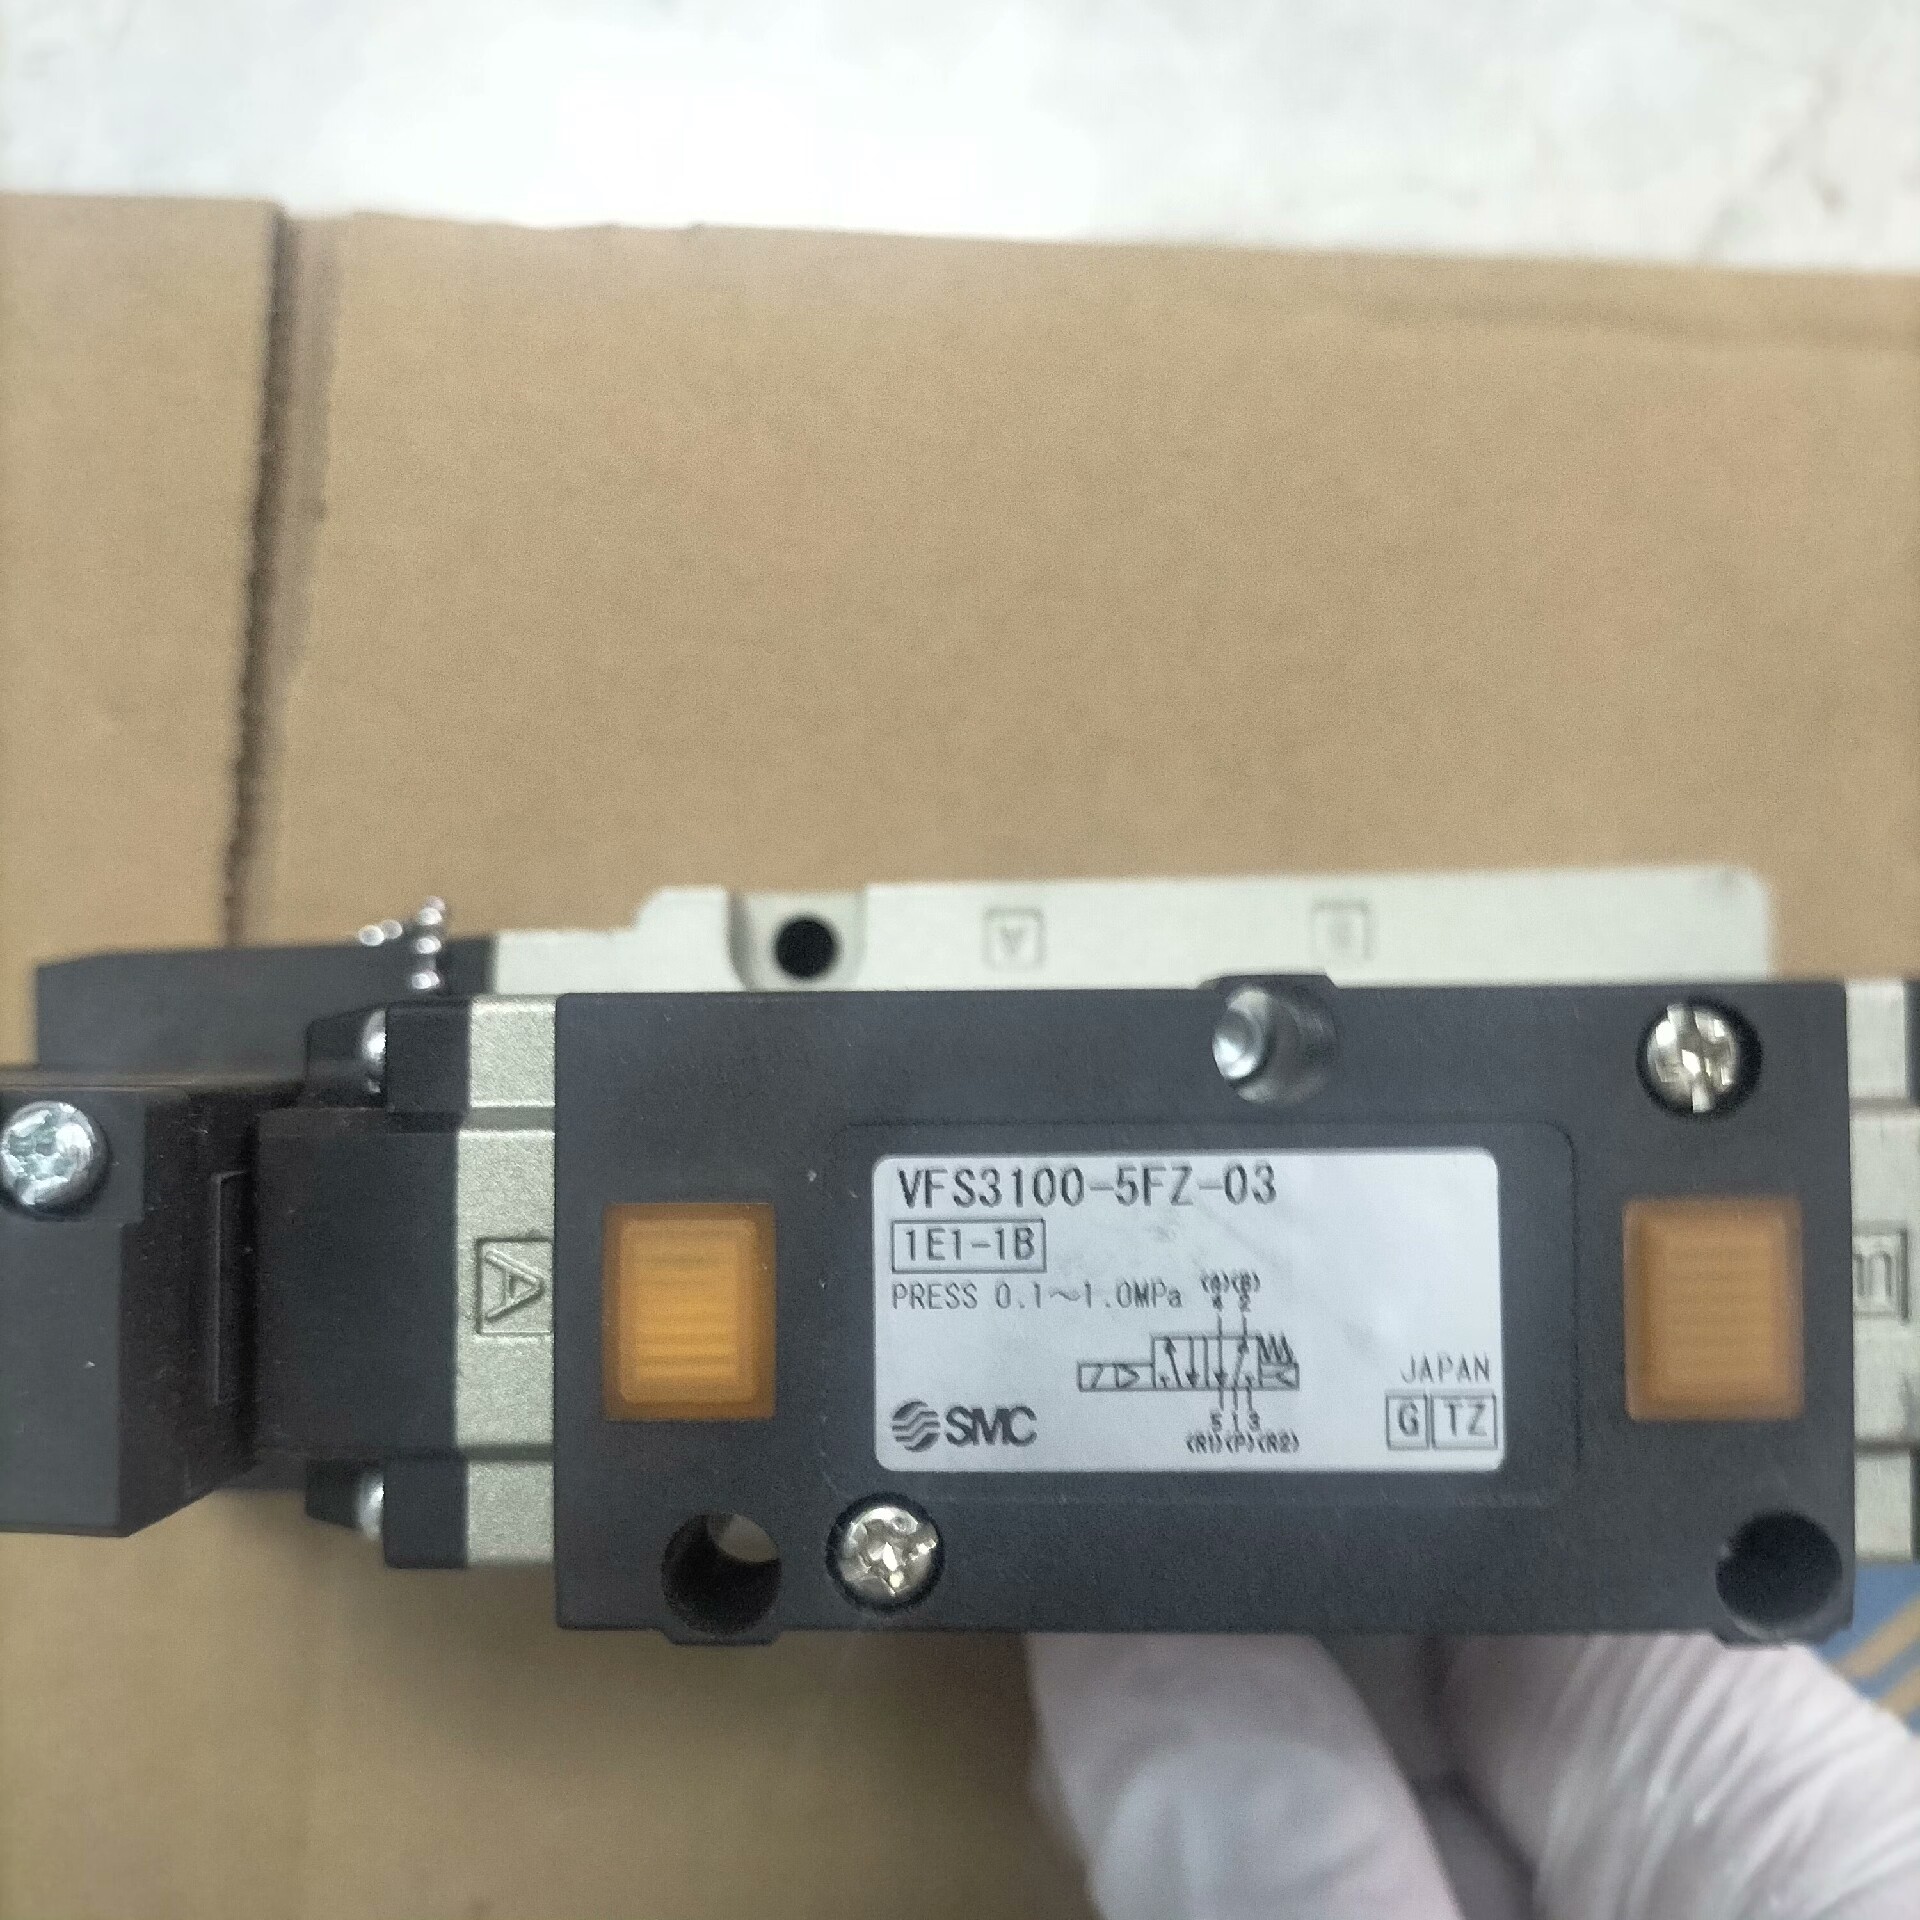 A
B
A
VFS3100-5FZ-03
1E1-1B
PRESS 0.1~1.0MPa
(A)(B)
4 2
JAPAN
SMC
5 1 3
(R1)(P)(R2)
G TZ